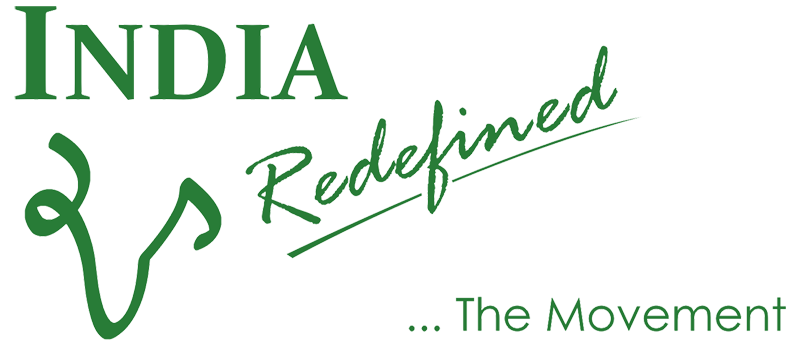 INDIA
Redefined
... The Movement